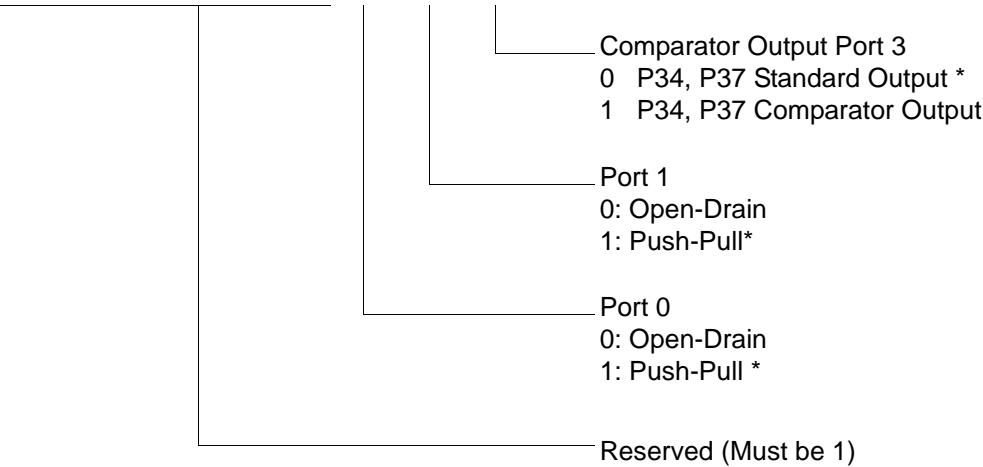 Comparator Output Port 3
0 P34, P37 Standard Output *
1 P34, P37 Comparator Output
Port 1
0: Open-Drain
1: Push-Pull*
Port 0
0: Open-Drain
1: Push-Pull *
Reserved (Must be 1)